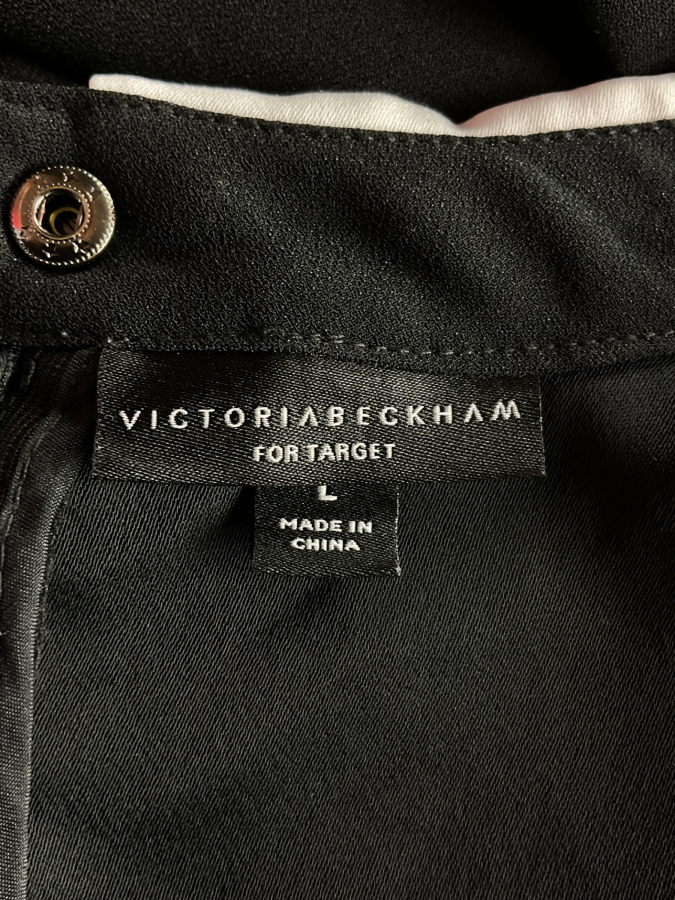 VICTORIABECKHAM
FOR TARGET
L
MADE IN
CHINA